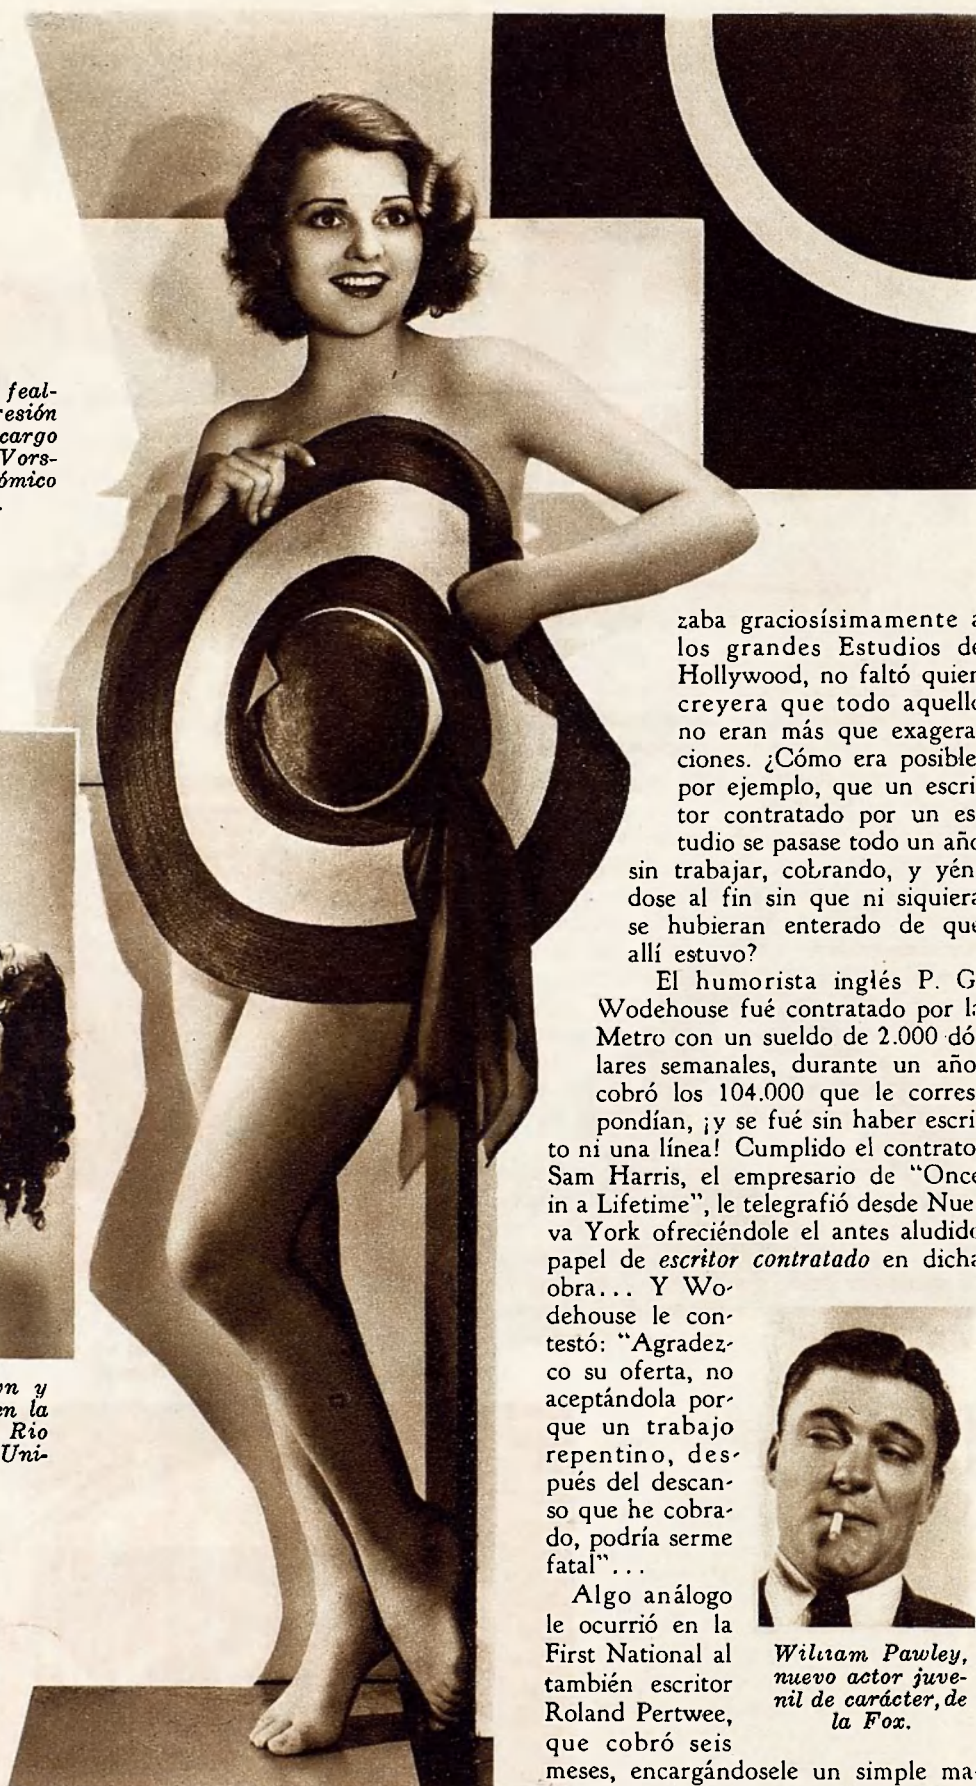 feal-
resión
cargo
Vors-
ómico
.
on y
en la
Rio
Uni-
zaba graciosísimamente a
los grandes Estudios de
Hollywood, no faltó quien
creyera que todo aquello
no eran más que exagera-
ciones. ¿Cómo era posible,
por ejemplo, que un escri-
tor contratado por un es-
tudio se pasase todo un año
sin trabajar, cobrando, y yén-
dose al fin sin que ni siquiera
se hubieran enterado de que
allí estuvo?
El humorista inglés P. G.
Wodehouse fué contratado por la
Metro con un sueldo de 2.000 dó-
lares semanales, durante un año,
cobró los 104.000 que le corres-
pondían, ¡y se fué sin haber escri-
to ni una línea! Cumplido el contrato,
Sam Harris, el empresario de "Once
in a Lifetime", le telegrafió desde Nue-
va York ofreciéndole el antes aludido
papel de escritor contratado en dicha
obra... Y Wo-
dehouse le con-
testó: "Agradez-
co su oferta, no
aceptándola por-
que un trabajo
repentino, des-
pués del descan-
so que he cobra-
do, podría serme
fatal"...
Algo análogo
le ocurrió en la
First National al
también escritor
Roland Pertwee,
que cobró seis
meses, encargándosele un simple ma-
William Pawley,
nuevo actor juve-
nil de carácter, de
la Fox.